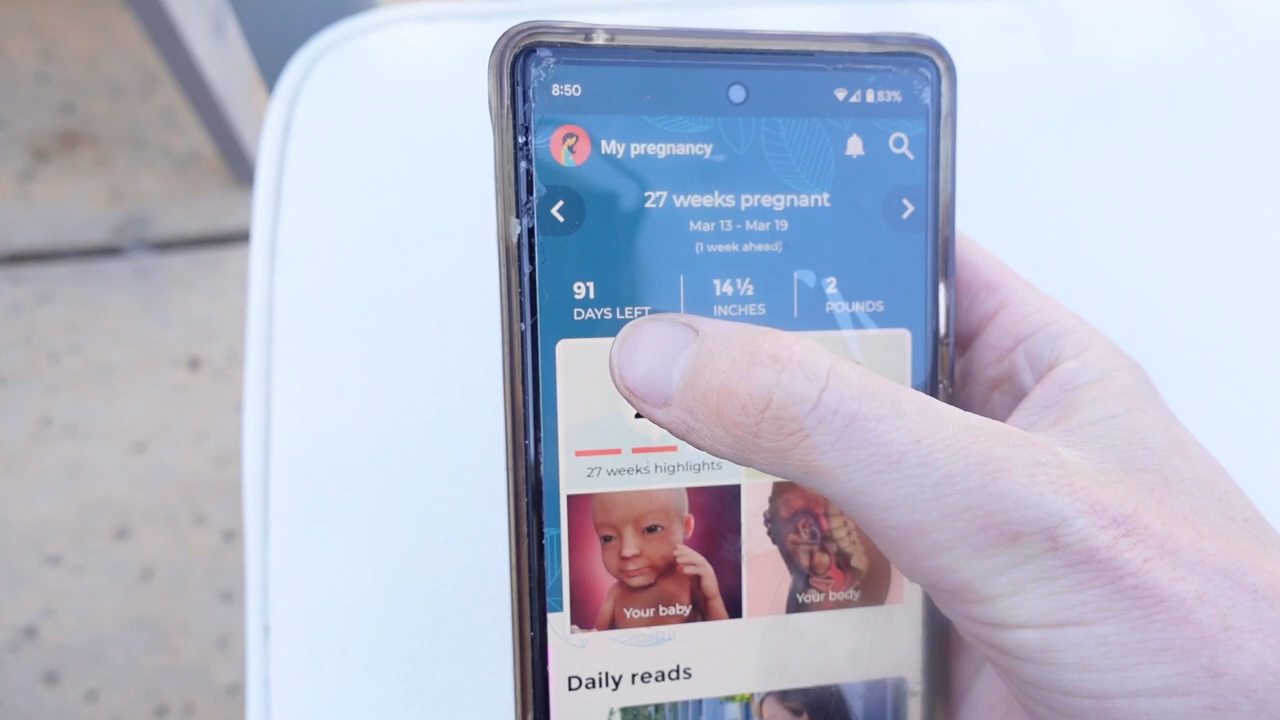 8:50
83%
My pregnancy
27 weeks pregnant
Mar 13 - Mar 19
(1 week ahead)
91
DAYS LEFT
14½
INCHES
2
POUNDS
27 weeks highlights
Your baby
Your body
Daily reads